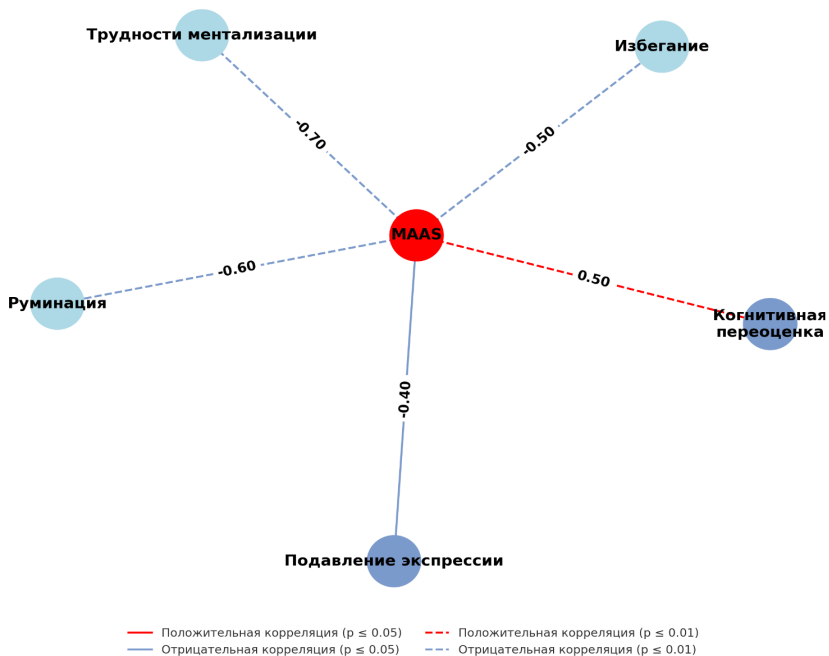 Трудности ментализации
Избегание
-0.70
-0.50
MAAS
-0.60
0.50
Руминация
Когнитивная
переоценка
-0.40
Подавление экспрессии
Положительная корреляция (p ≤ 0.05)
Положительная корреляция (p ≤ 0.01)
Отрицательная корреляция (p ≤ 0.05)
Отрицательная корреляция (p ≤ 0.01)